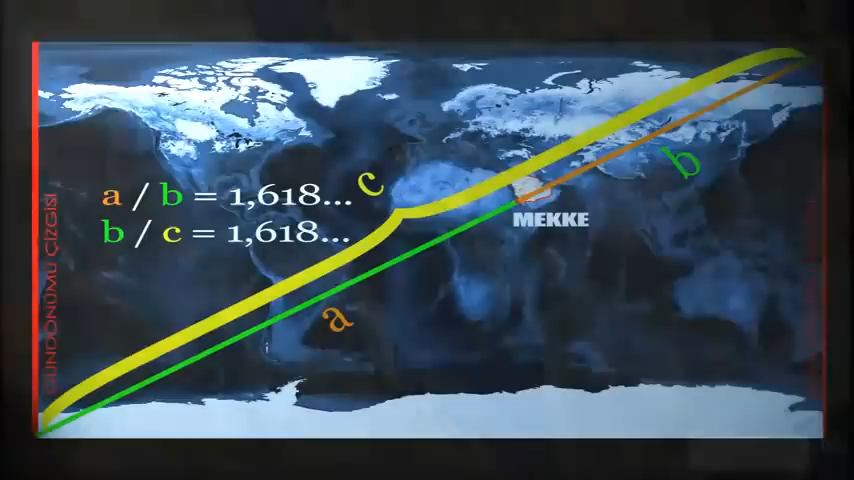 GÜNDÖNÜMÜ ÇİZGİSİ
a / b = 1,618...
b / c = 1,618...
c
b
MEKKE
a